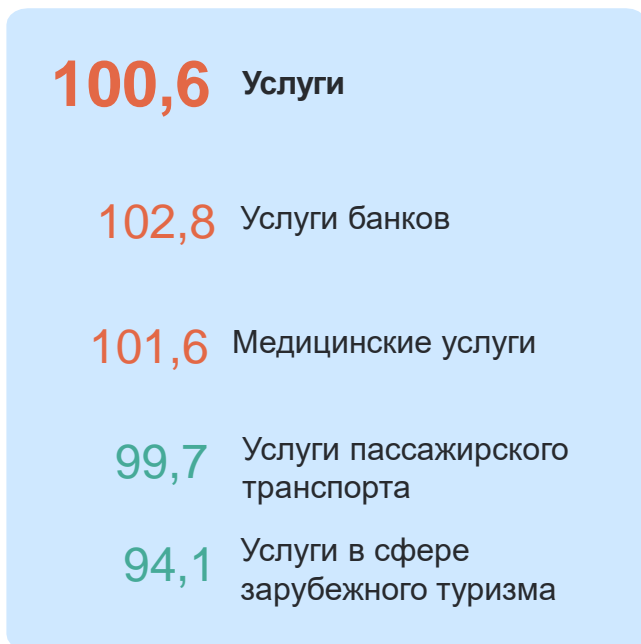 100,6 Услуги
102,8 Услуги банков
101,6 Медицинские услуги
99,7 Услуги пассажирского
транспорта
94,1 Услуги в сфере
зарубежного туризма